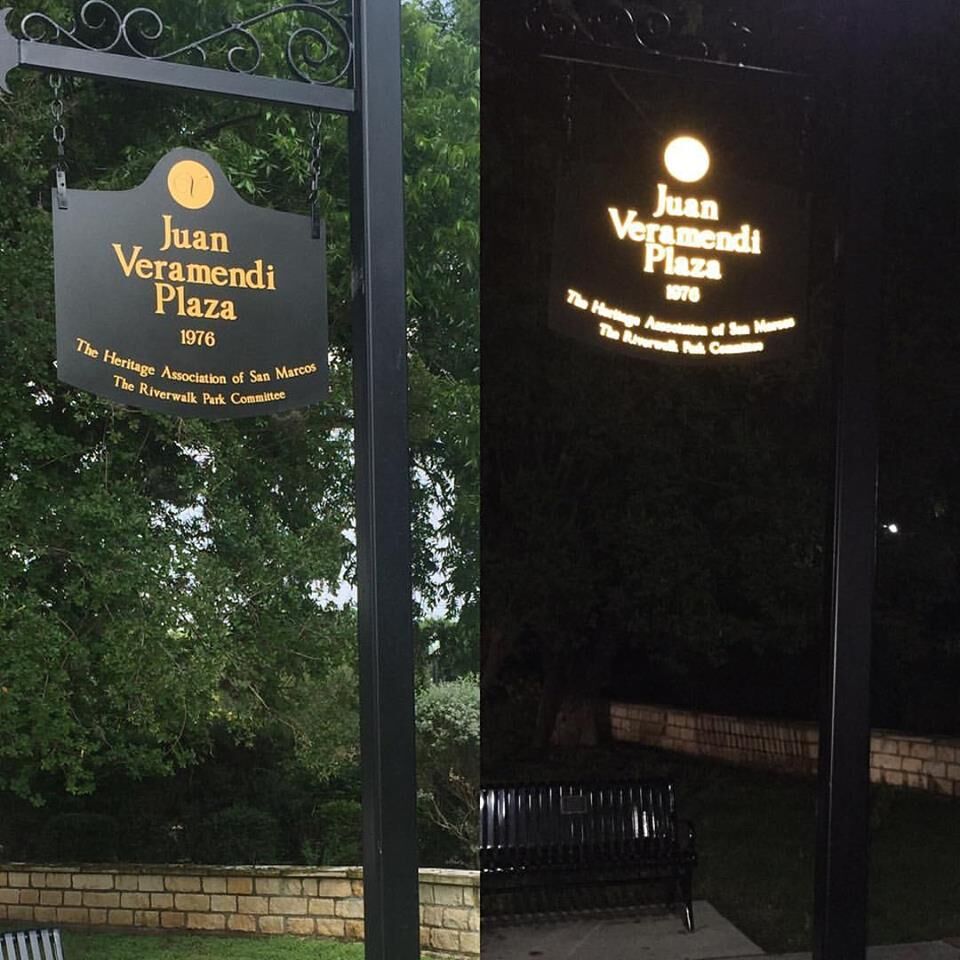 V
Juan
Veramendi
Plaza
1976
The Heritage Association of San Marcos
The Riverwalk Park Committee
Juan
Veramendi
Plaza
1976
The Heritage Association of San Marcos
The Riverwalk Park Committee